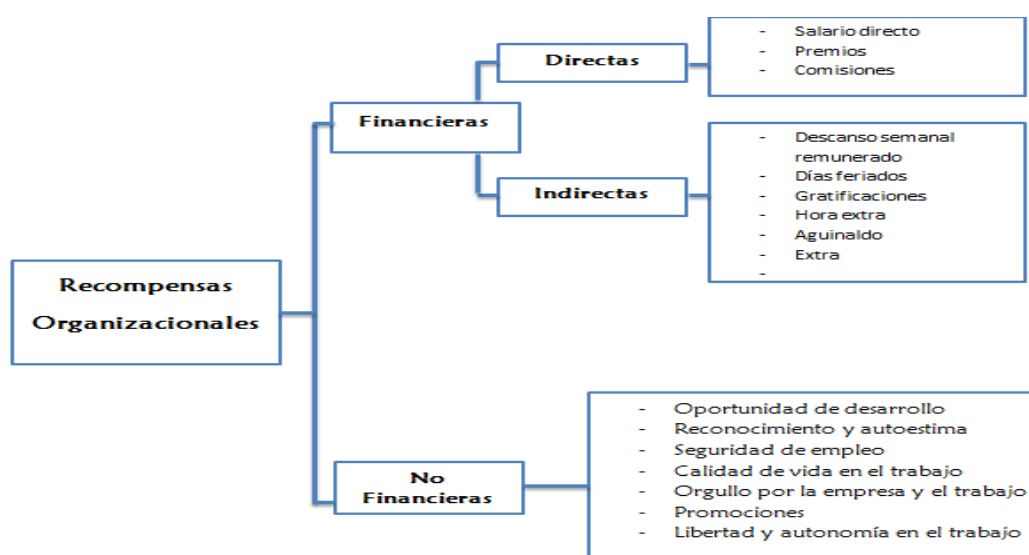 Recompensas
Organizacionales
Financieras
Directas
- Salario directo
- Premios
- Comisiones
Indirectas
- Descanso semanal
remunerado
- Días feriados
- Gratificaciones
- Hora extra
- Aguinaldo
- Extra
-
No
Financieras
- Oportunidad de desarrollo
- Reconocimiento y autoestima
- Seguridad de empleo
- Calidad de vida en el trabajo
- Orgullo por la empresa y el trabajo
- Promociones
- Libertad y autonomía en el trabajo